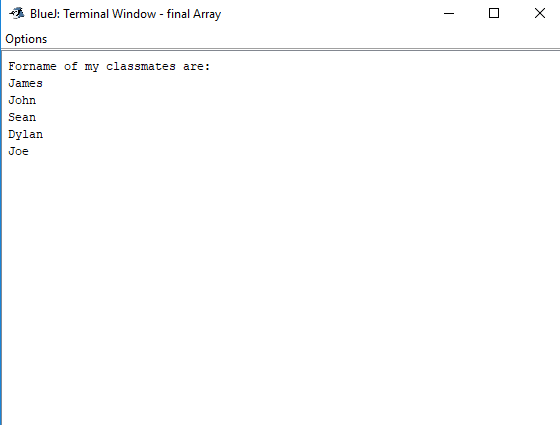 BlueJ: Terminal Window - final Array
Options
Forname of my classmates are:
James
John
Sean
Dylan
Joe